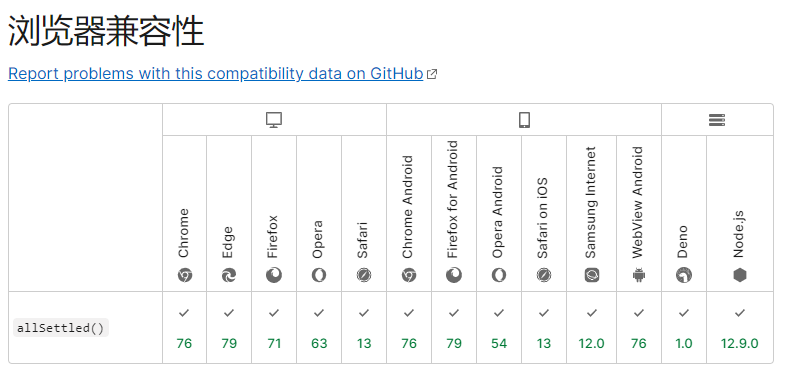 浏览器兼容性
Report problems with this compatibility data on GitHub
Chrome
Edge
Firefox
Opera
Safari
Chrome Android
Firefox for Android
Opera Android
Safari on iOS
Samsung Internet
WebView Android
Deno
Node.js
allSettled()
76 79 71 63 13 76 79 54 13 12.0 76 1.0 12.9.0